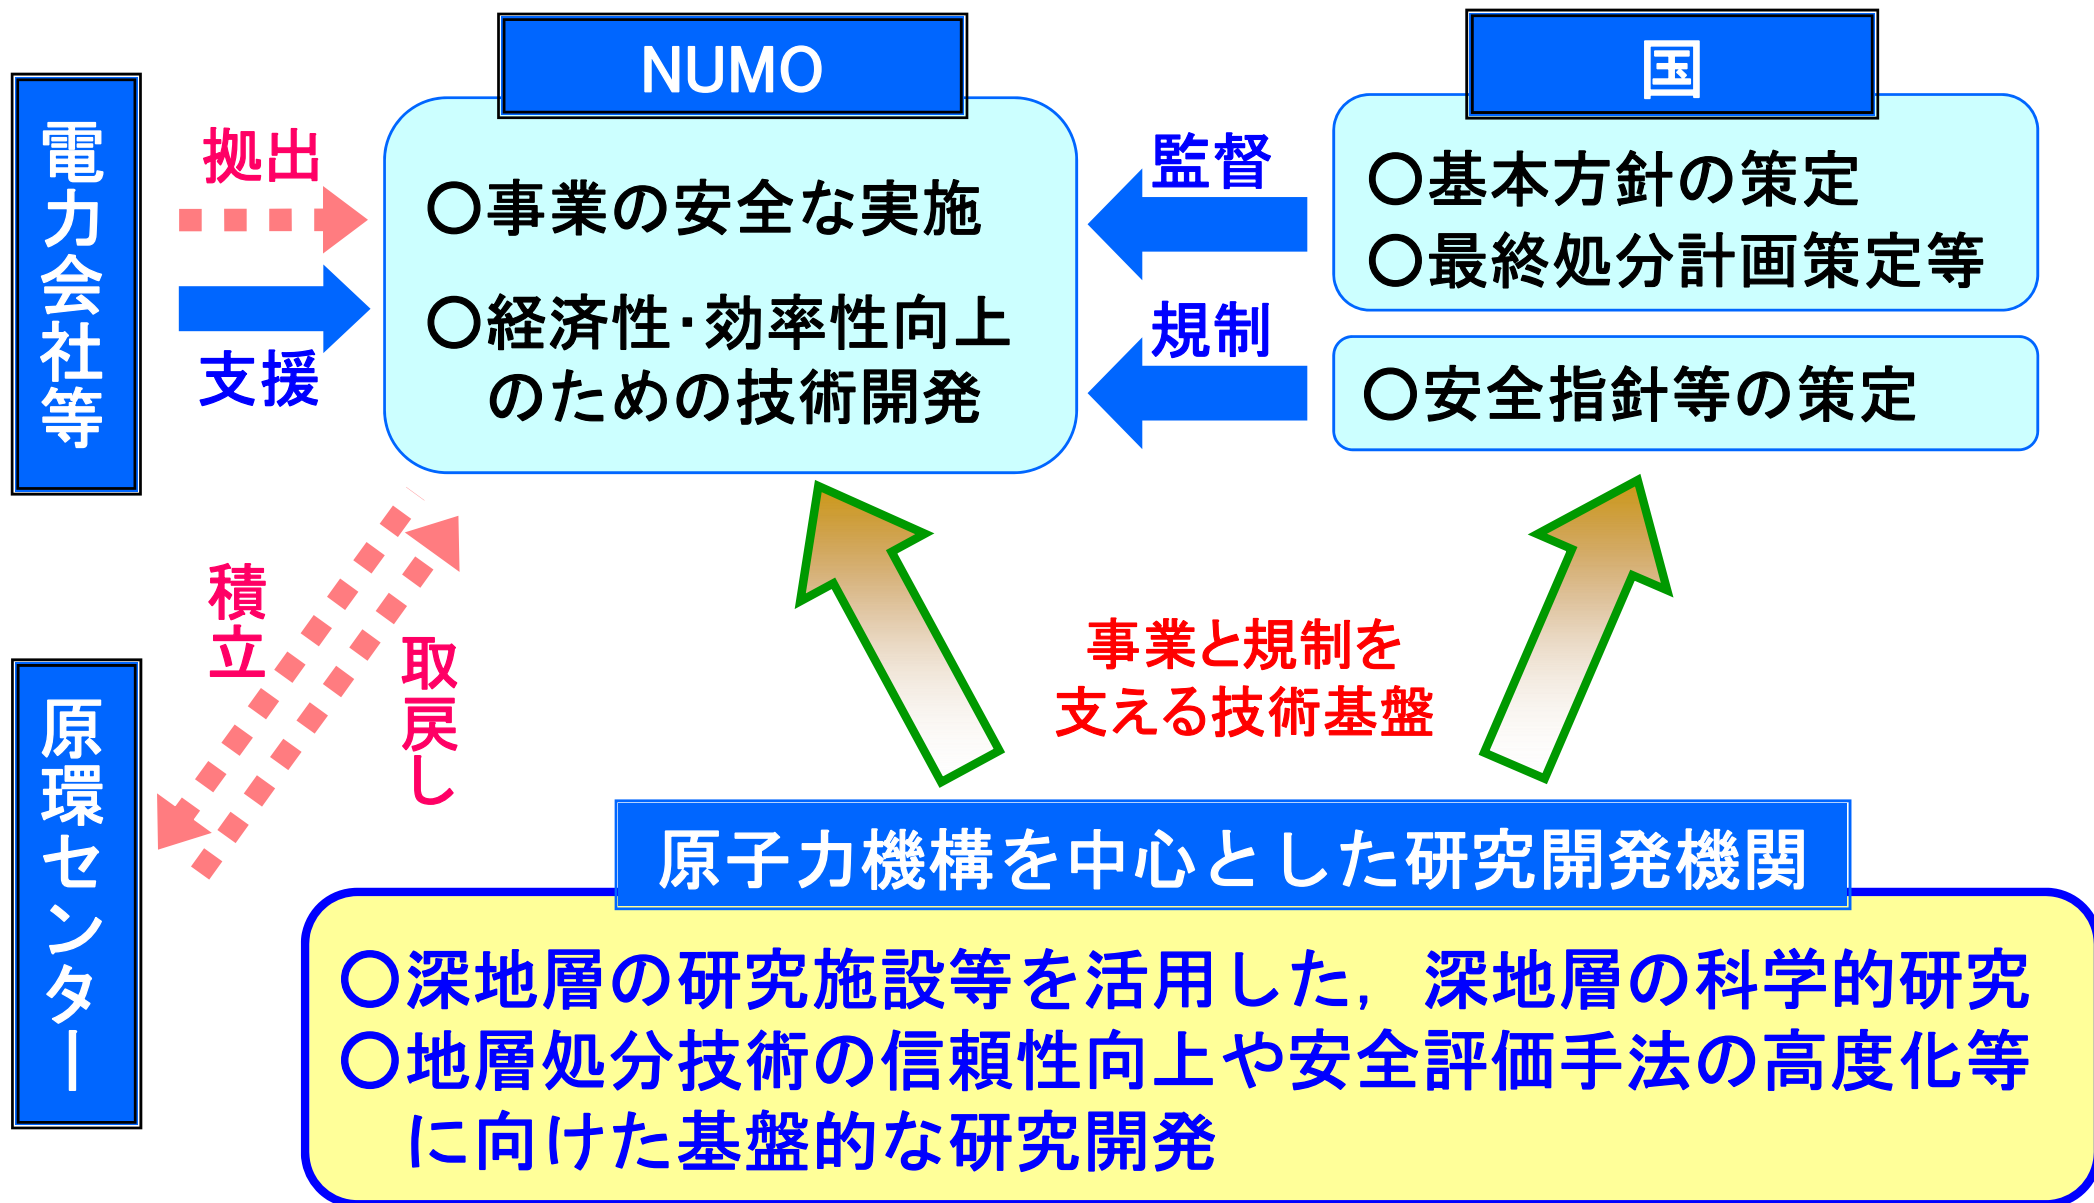 NUMO
国
電力会社等
拠出
支援
○事業の安全な実施
○経済性･効率性向上
のための技術開発
監督
規制
○基本方針の策定
○最終処分計画策定等
○安全指針等の策定
積立
取戻し
原環センター
事業と規制を
支える技術基盤
原子力機構を中心とした研究開発機関
○深地層の研究施設等を活用した，深地層の科学的研究
○地層処分技術の信頼性向上や安全評価手法の高度化等
に向けた基盤的な研究開発